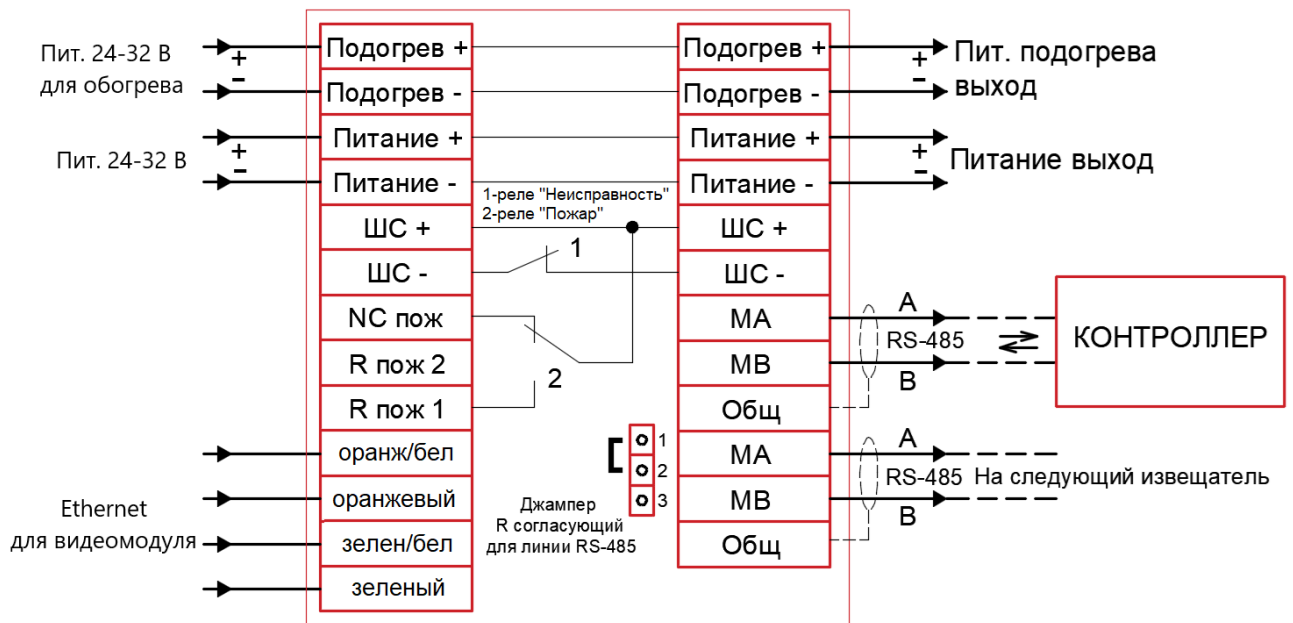 Пит. 24-32 В
для обогрева
+
−
Пит. 24-32 В
+
−
Ethernet
для видеомодуля
Подогрев +
Подогрев -
Питание +
Питание -
ШС +
ШС -
NC пож
R пож 2
R пож 1
оранж/бел
оранжевый
зелен/бел
зеленый
1-реле "Неисправность"
2-реле "Пожар"
1
2
1
2
3
Джампер
R согласующий
для линии RS-485
Подогрев +
Подогрев -
Питание +
Питание -
ШС +
ШС -
MA
MB
Общ
MA
MB
Общ
+
−
Пит. подогрева
выход
+
−
Питание выход
A
RS-485
B
КОНТРОЛЛЕР
A
RS-485 На следующий извещатель
B